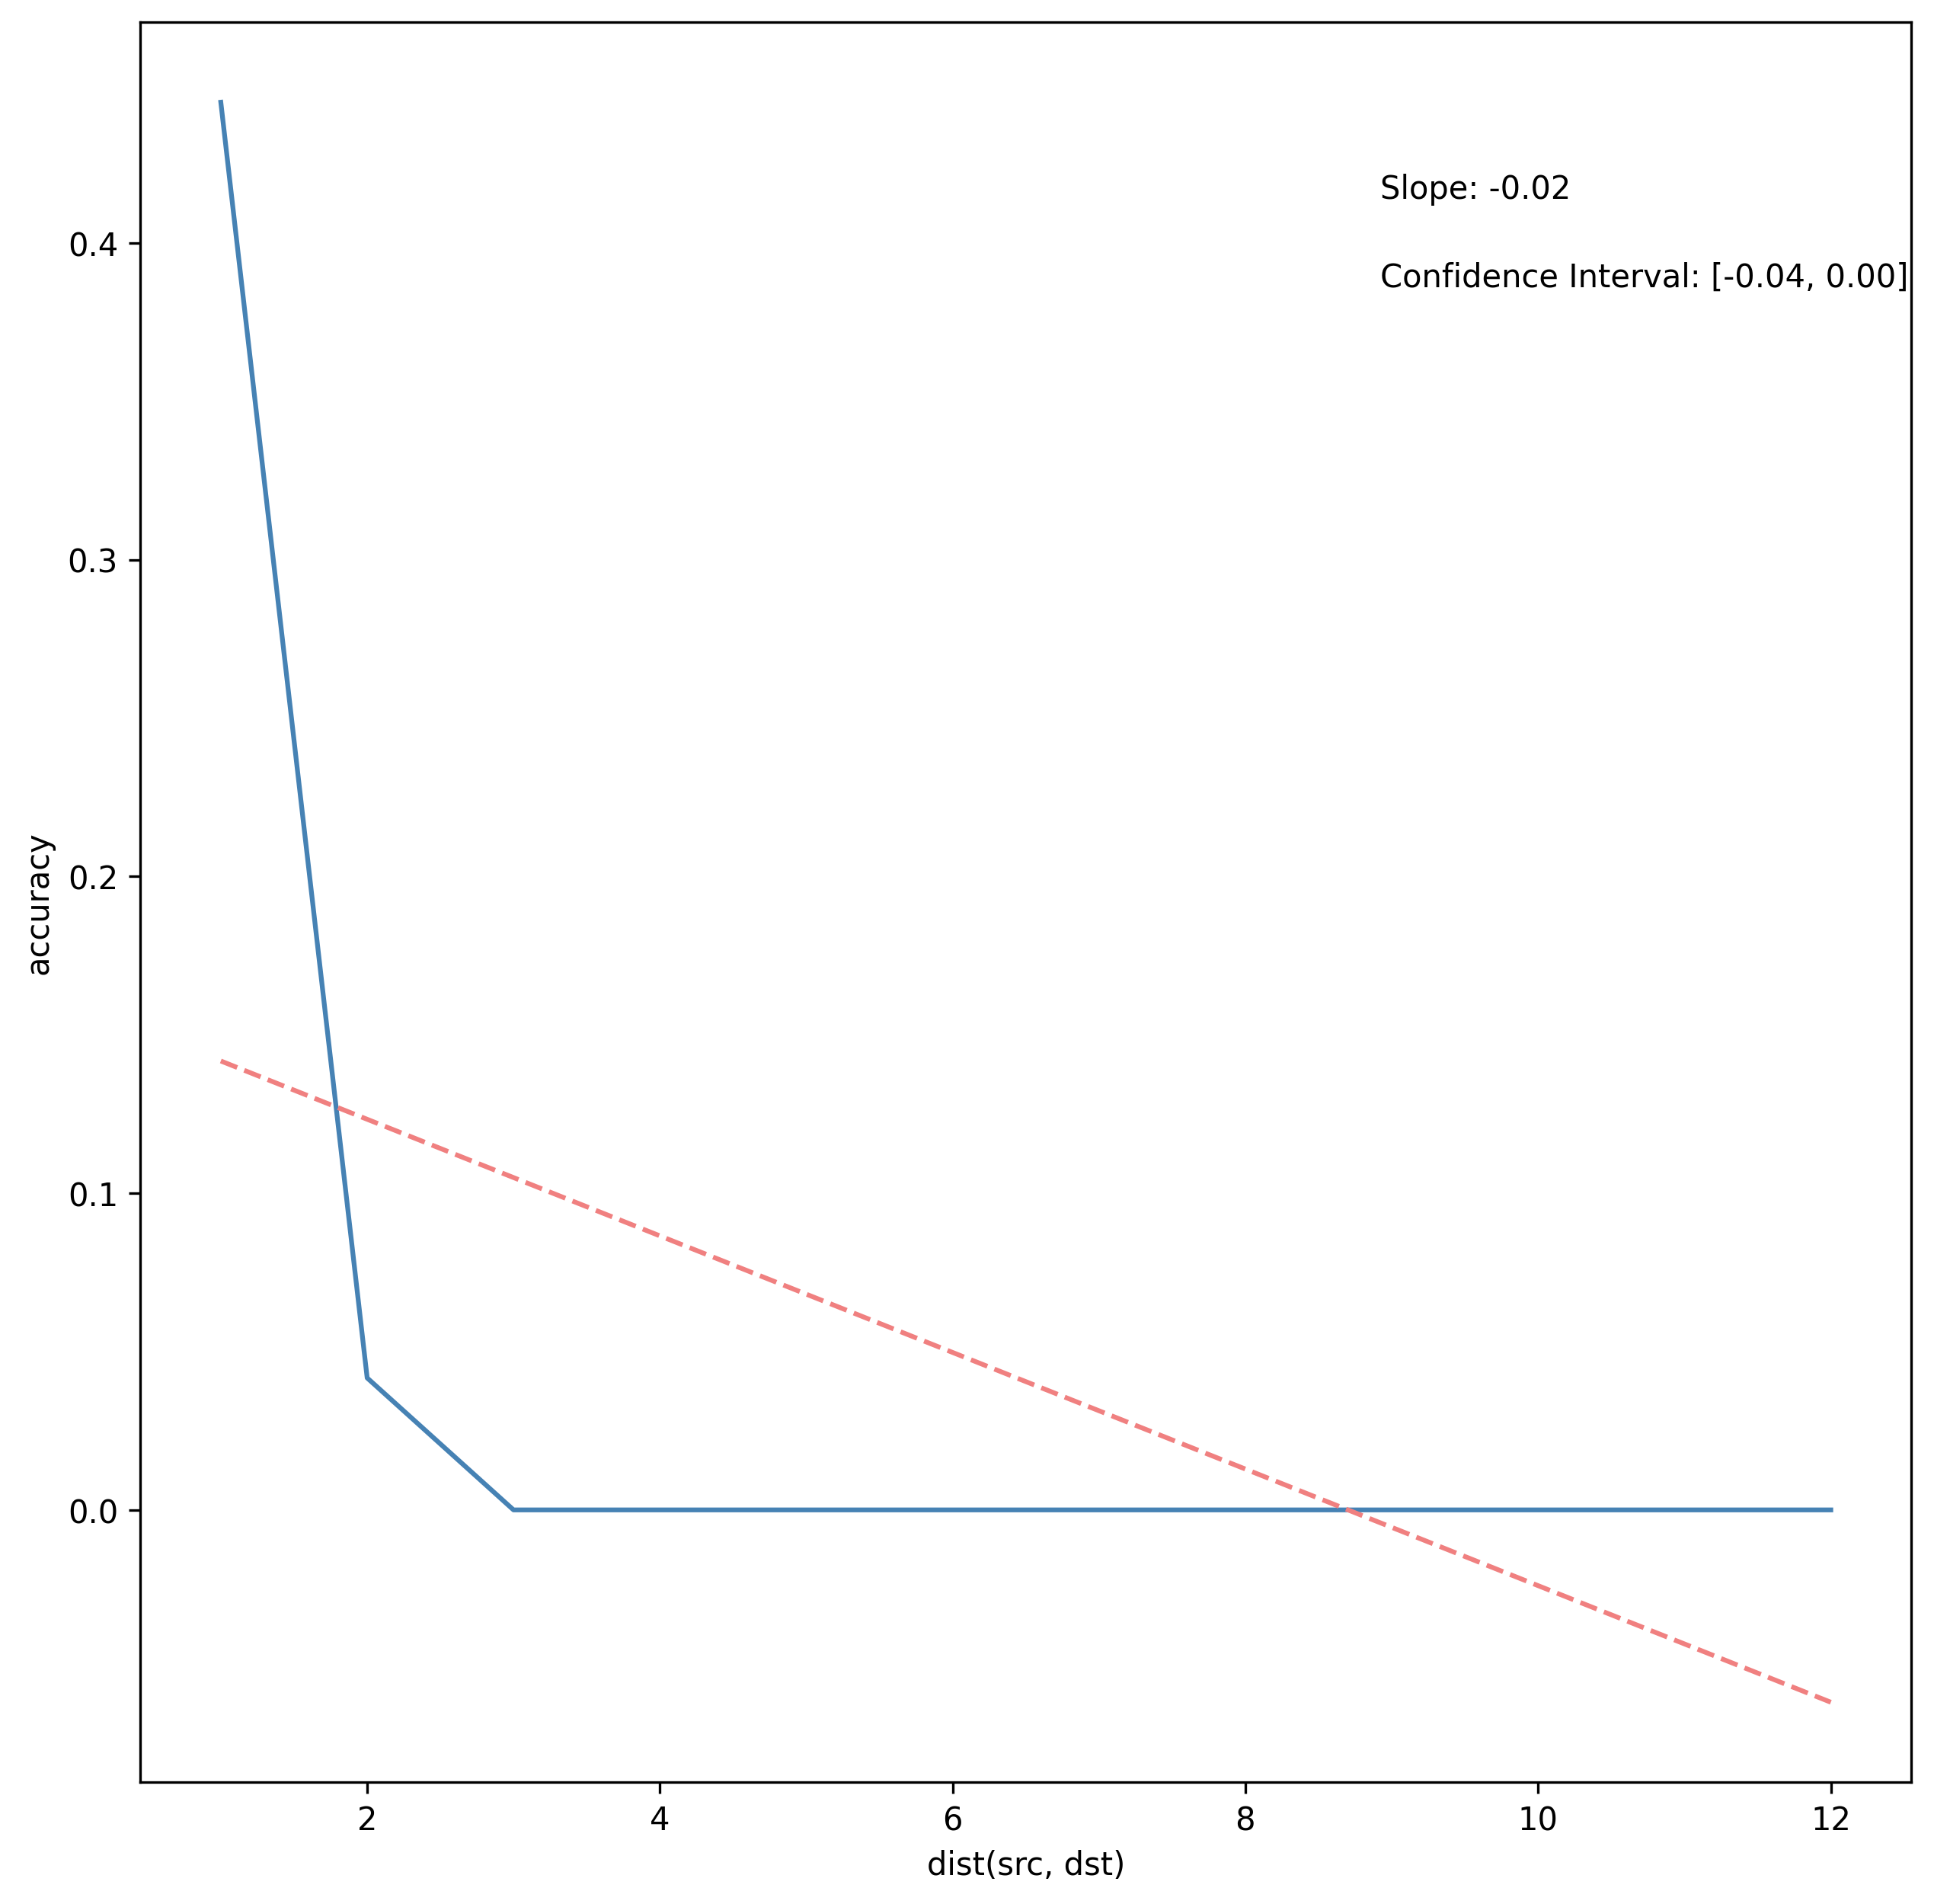 Slope: -0.02
Confidence Interval: [-0.04, 0.00]
accuracy
0.4
0.3
0.2
0.1
0.0
2 4 6 8 10 12
dist(src, dst)